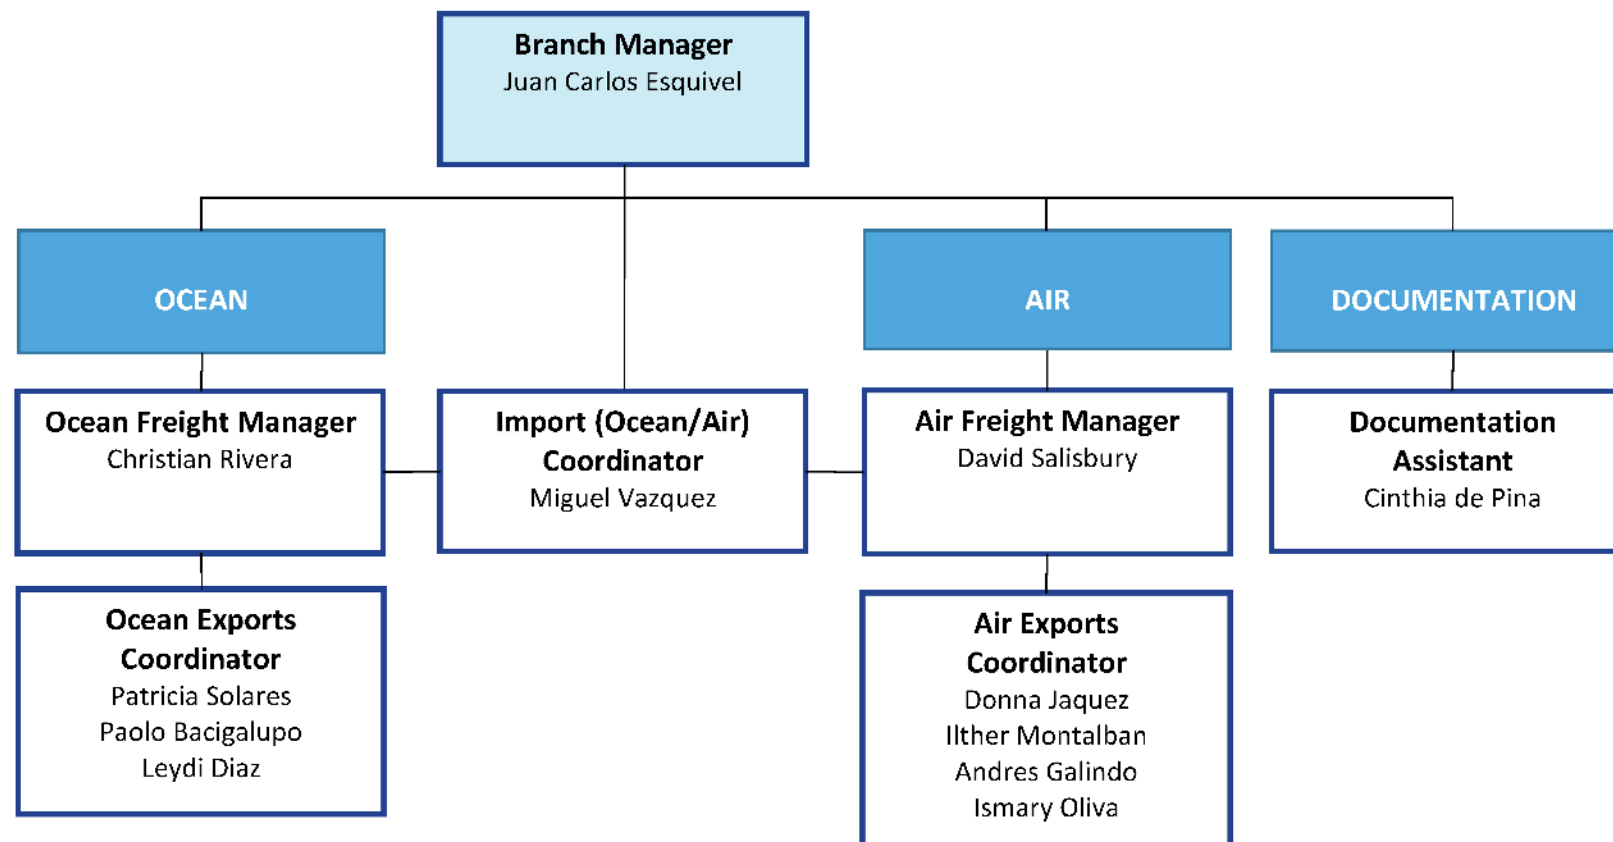 Branch Manager
Juan Carlos Esquivel
OCEAN
AIR
DOCUMENTATION
Ocean Freight Manager
Christian Rivera
Import (Ocean/Air)
Coordinator
Miguel Vazquez
Air Freight Manager
David Salisbury
Documentation
Assistant
Cinthia de Pina
Ocean Exports
Coordinator
Patricia Solares
Paolo Bacigalupo
Leydi Diaz
Air Exports
Coordinator
Donna Jaquez
Ilther Montalban
Andres Galindo
Ismary Oliva